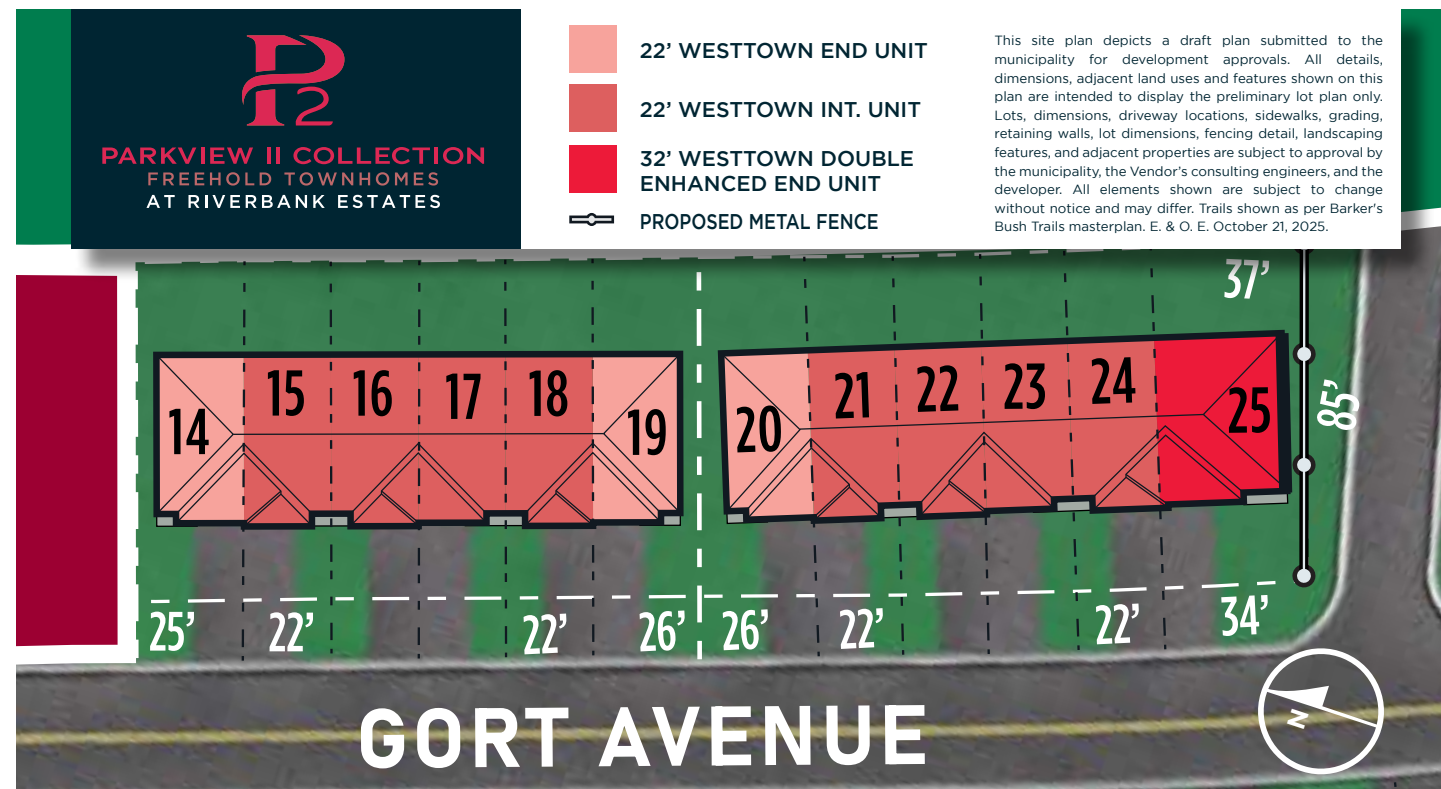 P2
PARKVIEW II COLLECTION
FREEHOLD TOWNHOMES
AT RIVERBANK ESTATES
22’ WESTTOWN END UNIT
22’ WESTTOWN INT. UNIT
32’ WESTTOWN DOUBLE
ENHANCED END UNIT
PROPOSED METAL FENCE
This site plan depicts a draft plan submitted to the
municipality for development approvals. All details,
dimensions, adjacent land uses and features shown on this
plan are intended to display the preliminary lot plan only.
Lots, dimensions, driveway locations, sidewalks, grading,
retaining walls, lot dimensions, fencing detail, landscaping
features, and adjacent properties are subject to approval by
the municipality, the Vendor’s consulting engineers, and the
developer. All elements shown are subject to change
without notice and may differ. Trails shown as per Barker's
Bush Trails masterplan. E. & O. E. October 21, 2025.
37’
14
15
16
17
18
19
20
21
22
23
24
25
85’
25’
22’
22’
26’
26’
22’
22’
34’
GORT AVENUE
N